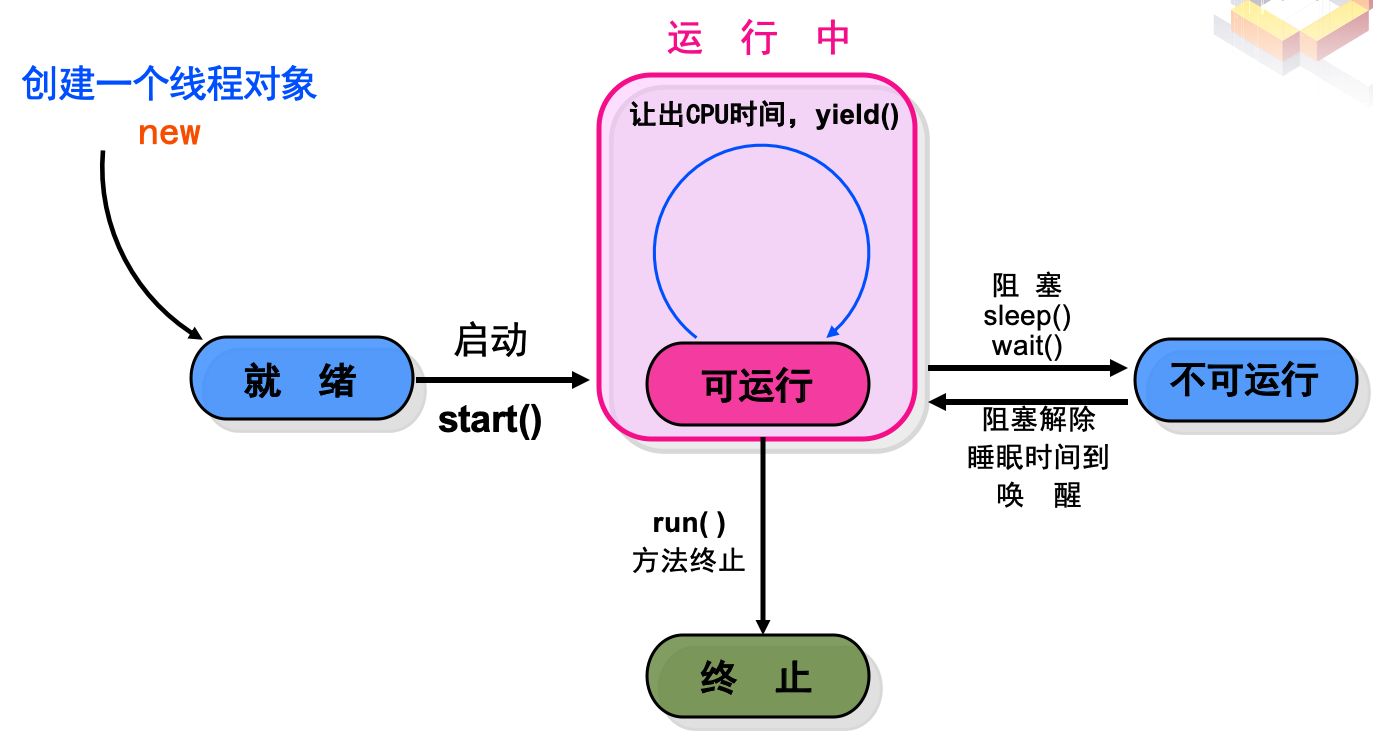 运 行 中
创建一个线程对象
new
让出CPU时间，yield()
启动
start()
就 绪
可运行
阻 塞
sleep()
wait()
不可运行
阻塞解除
睡眠时间到
唤 醒
run( )
方法终止
终 止